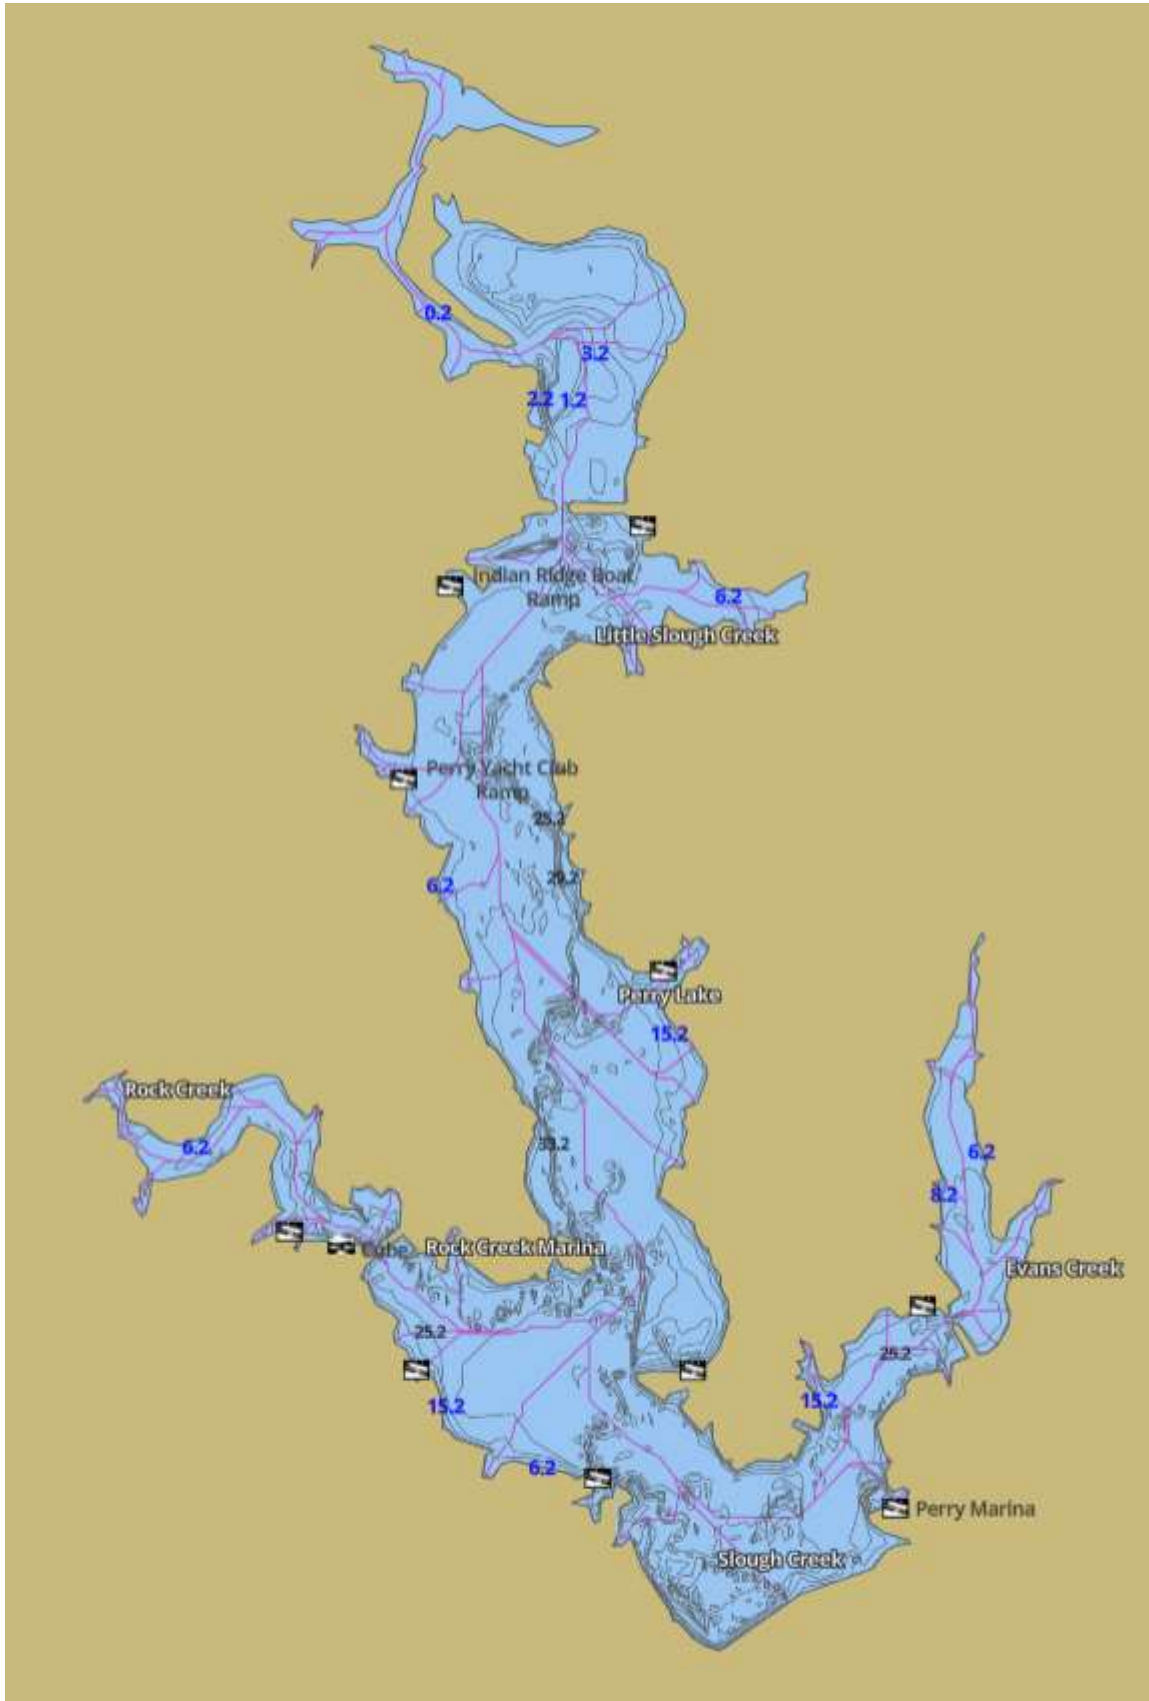 0.2
3.2
2.2 1.2
Indian Ridge Boat
Ramp
6.2
Little Slough Creek
Perry Yacht Club
Ramp
25.2
29.2
6.2
Perry Lake
15.2
Rock Creek
6.2
33.2
6.2
8.2
Cube
Rock Creek Marina
Evans Creek
25.2
25.2
15.2
15.2
6.2
Perry Marina
Slough Creek